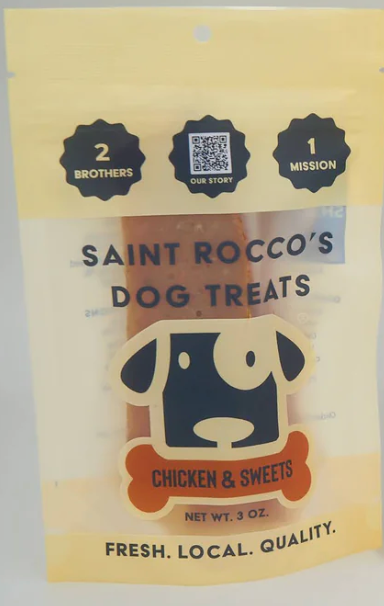 2
BROTHERS
OUR STORY
1
MISSION
SAINT ROCCO'S
DOG TREATS
CHICKEN & SWEETS
NET WT. 3 OZ.
FRESH. LOCAL. QUALITY.